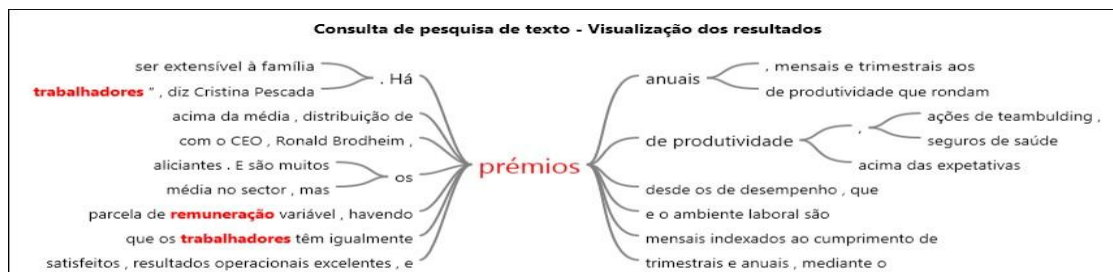 Consulta de pesquisa de texto - Visualização dos resultados
ser extensível à família
trabalhadores " , diz Cristina Pescada
. Há
acima da média , distribuição de
com o CEO , Ronald Brodheim ,
aliciantes . E são muitos
média no sector , mas
os
parcela de remuneração variável , havendo
que os trabalhadores têm igualmente
satisfeitos , resultados operacionais excelentes , e
prémios
anuais
, mensais e trimestrais aos
de produtividade que rondam
de produtividade
,
ações de teambulding ,
seguros de saúde
acima das expetativas
desde os de desempenho , que
e o ambiente laboral são
mensais indexados ao cumprimento de
trimestrais e anuais , mediante o